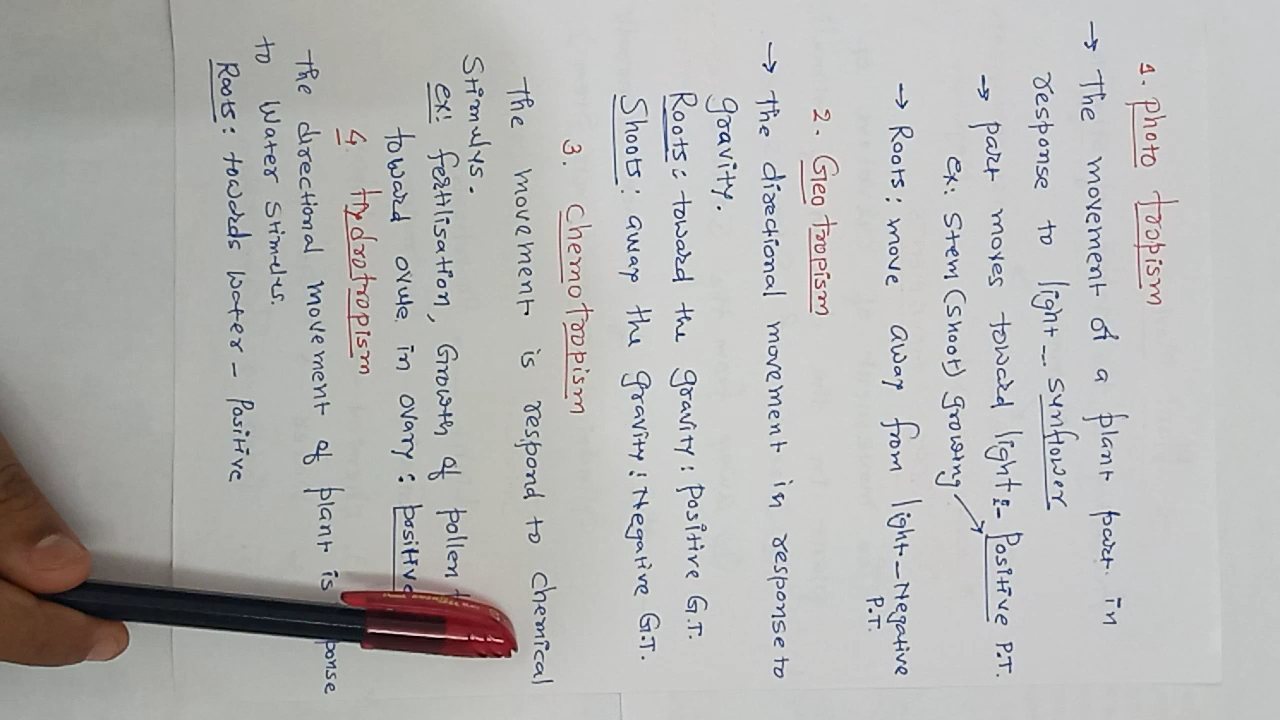 1. Photo tropism
→ The movement of a plant part in
response to light - sunflower
→ part moves toward light :- Positive P.T.
ex: Stem (shoot) growing
→ Roots : move away from light - Negative
P.T.
2. Geo tropism
→ The directional movement in response to
gravity.
Roots : toward the gravity : positive G.T.
Shoots : away the gravity : Negative G.T.
3. Chemo tropism
The movement is respond to chemical
Stimulus.
ex: fertilisation, Growth of pollen
toward ovule in ovary : positive
4. Hydrotropism
The directional movement of plant is
to Water Stimulus.
Roots : towards water - Positive